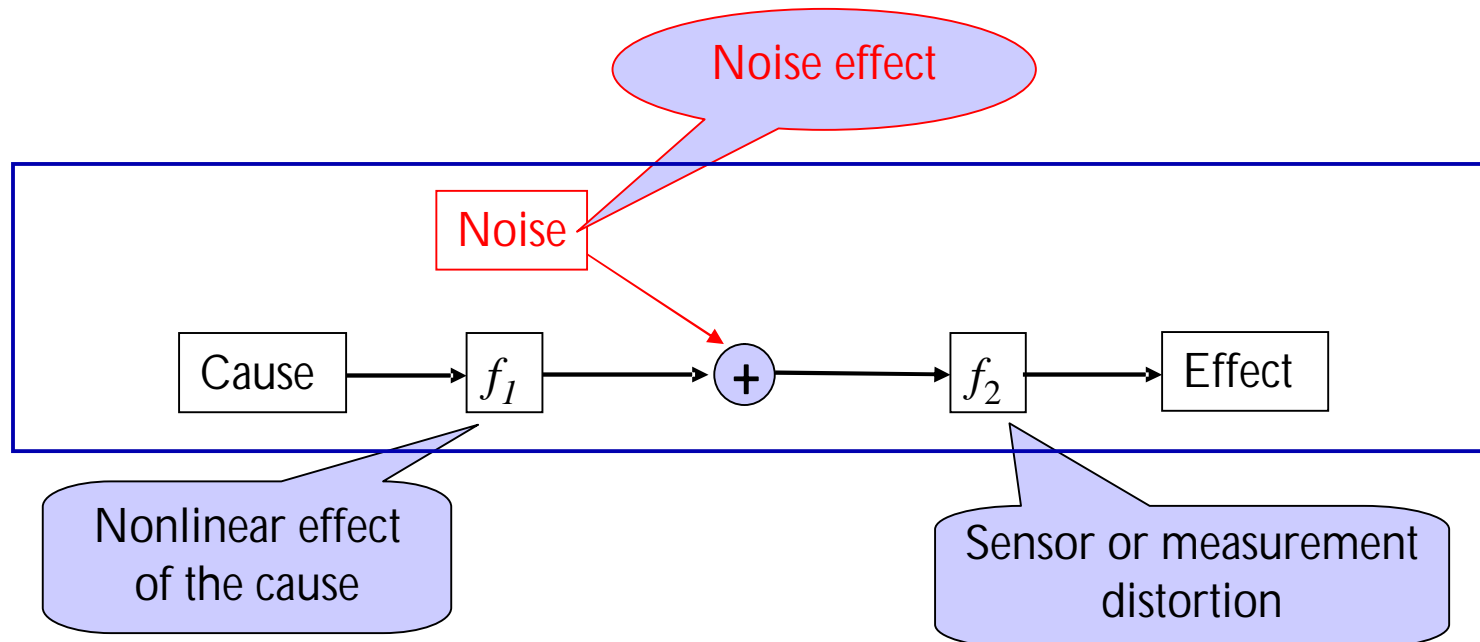 Noise effect
Noise
Cause
f1
+
f2
Effect
Nonlinear effect
of the cause
Sensor or measurement
distortion